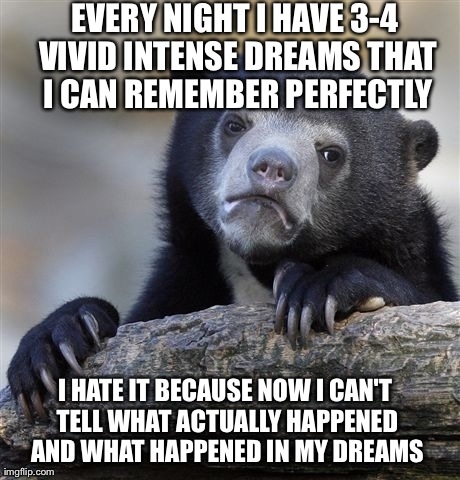 EVERY NIGHT I HAVE 3-4
VIVID INTENSE DREAMS THAT
I CAN REMEMBER PERFECTLY
I HATE IT BECAUSE NOW I CAN'T
TELL WHAT ACTUALLY HAPPENED
AND WHAT HAPPENED IN MY DREAMS
imgflip.com